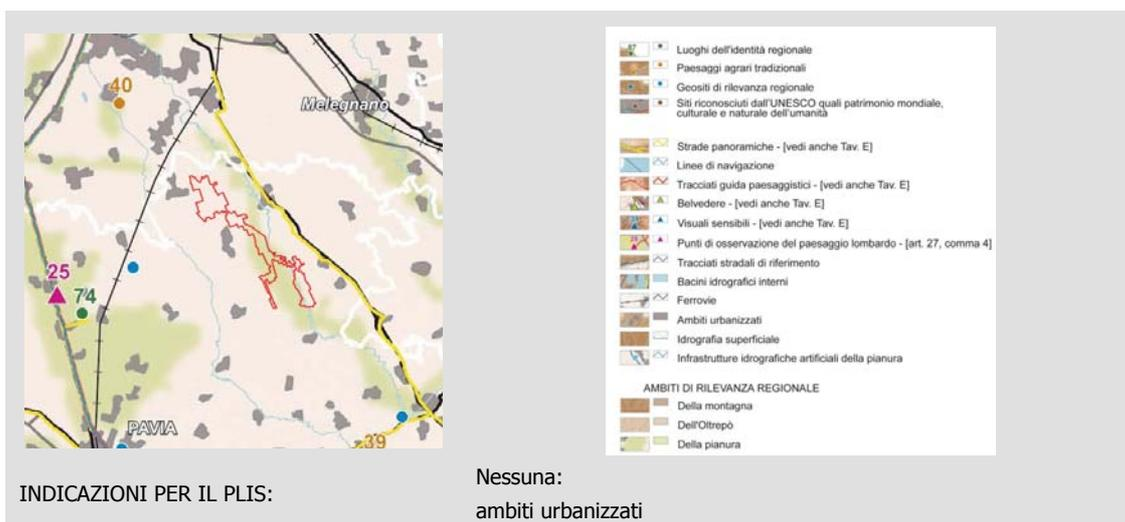 40
Melegnano
25
74
PAVIA
39
Luoghi dell'identità regionale
Paesaggi agrari tradizionali
Geositi di rilevanza regionale
Siti riconosciuti dall'UNESCO quali patrimonio mondiale,
culturale e naturale dell'umanità
Strade panoramiche - [vedi anche Tav. E]
Linee di navigazione
Tracciati guida paesaggistici - [vedi anche Tav. E]
Belvedere - [vedi anche Tav. E]
Visuali sensibili - [vedi anche Tav. E]
Punti di osservazione del paesaggio lombardo - [art. 27, comma 4]
Tracciati stradali di riferimento
Bacini idrografici interni
Ferrovie
Ambiti urbanizzati
Idrografia superficiale
Infrastrutture idrografiche artificiali della pianura
AMBITI DI RILEVANZA REGIONALE
Della montagna
Dell'Oltrepò
Della pianura
INDICAZIONI PER IL PLIS:
Nessuna:
ambiti urbanizzati